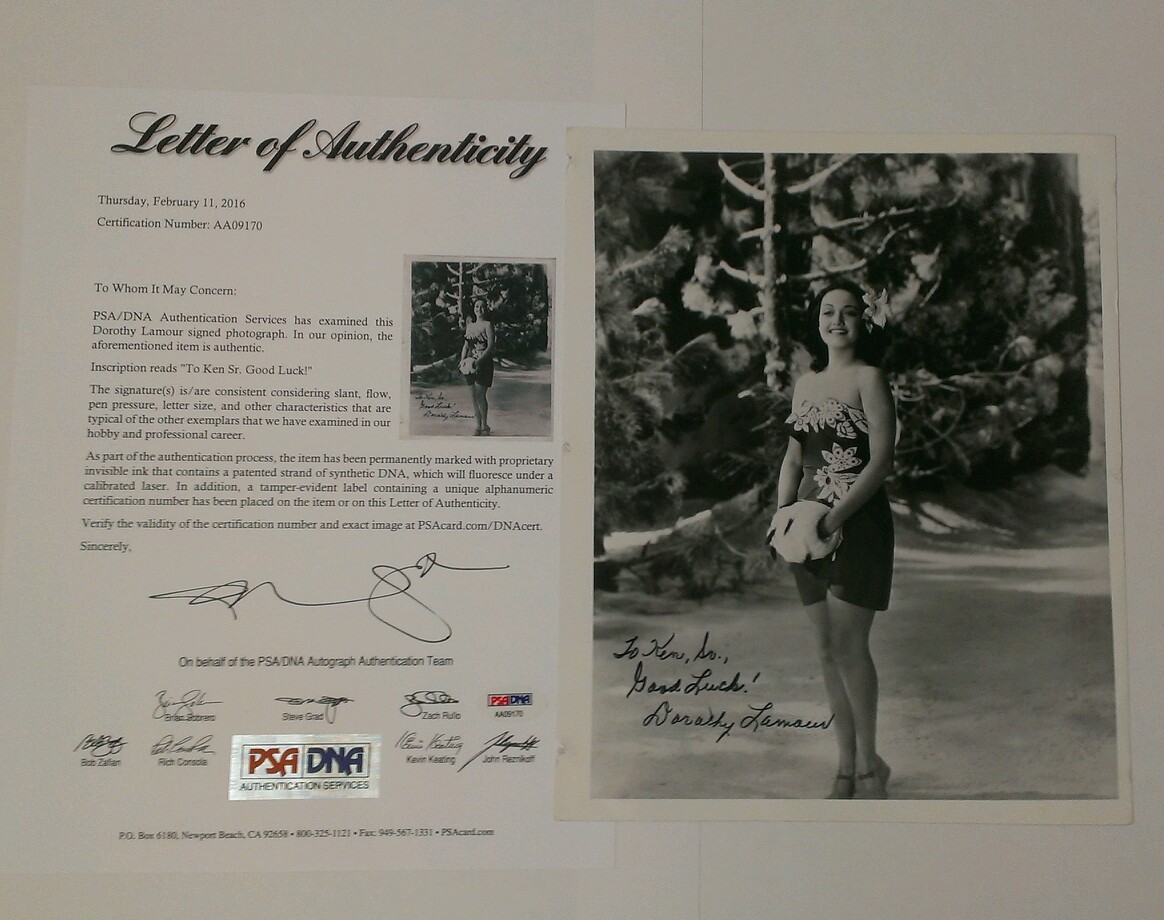 Letter of Authenticity
Thursday, February 11, 2016
Certification Number: AA09170
To Whom It May Concern:
PSA/DNA Authentication Services has examined this
Dorothy Lamour signed photograph. In our opinion, the
aforementioned item is authentic.
Inscription reads "To Ken Sr. Good Luck!"
The signature(s) is/are consistent considering slant, flow,
pen pressure, letter size, and other characteristics that are
typical of the other exemplars that we have examined in our
hobby and professional career.
As part of the authentication process, the item has been permanently marked with proprietary
invisible ink that contains a patented strand of synthetic DNA, which will fluoresce under a
calibrated laser. In addition, a tamper-evident label containing a unique alphanumeric
certification number has been placed on the item or on this Letter of Authenticity.
Verify the validity of the certification number and exact image at PSAcard.com/DNAcert.
Sincerely,
On behalf of the PSA/DNA Autograph Authentication Team
Brian Sobrero
Steve Grad
Zach Rullo
PSA DNA
AA09170
Bob Zafian
Rich Consola
PSA DNA
AUTHENTICATION SERVICES
Kevin Keating
John Reznikoff
P.O. Box 6180, Newport Beach, CA 92658 • 800-325-1121 • Fax: 949-567-1331 • PSAcard.com
To Ken, Sr.,
Good Luck!
Dorothy Lamour